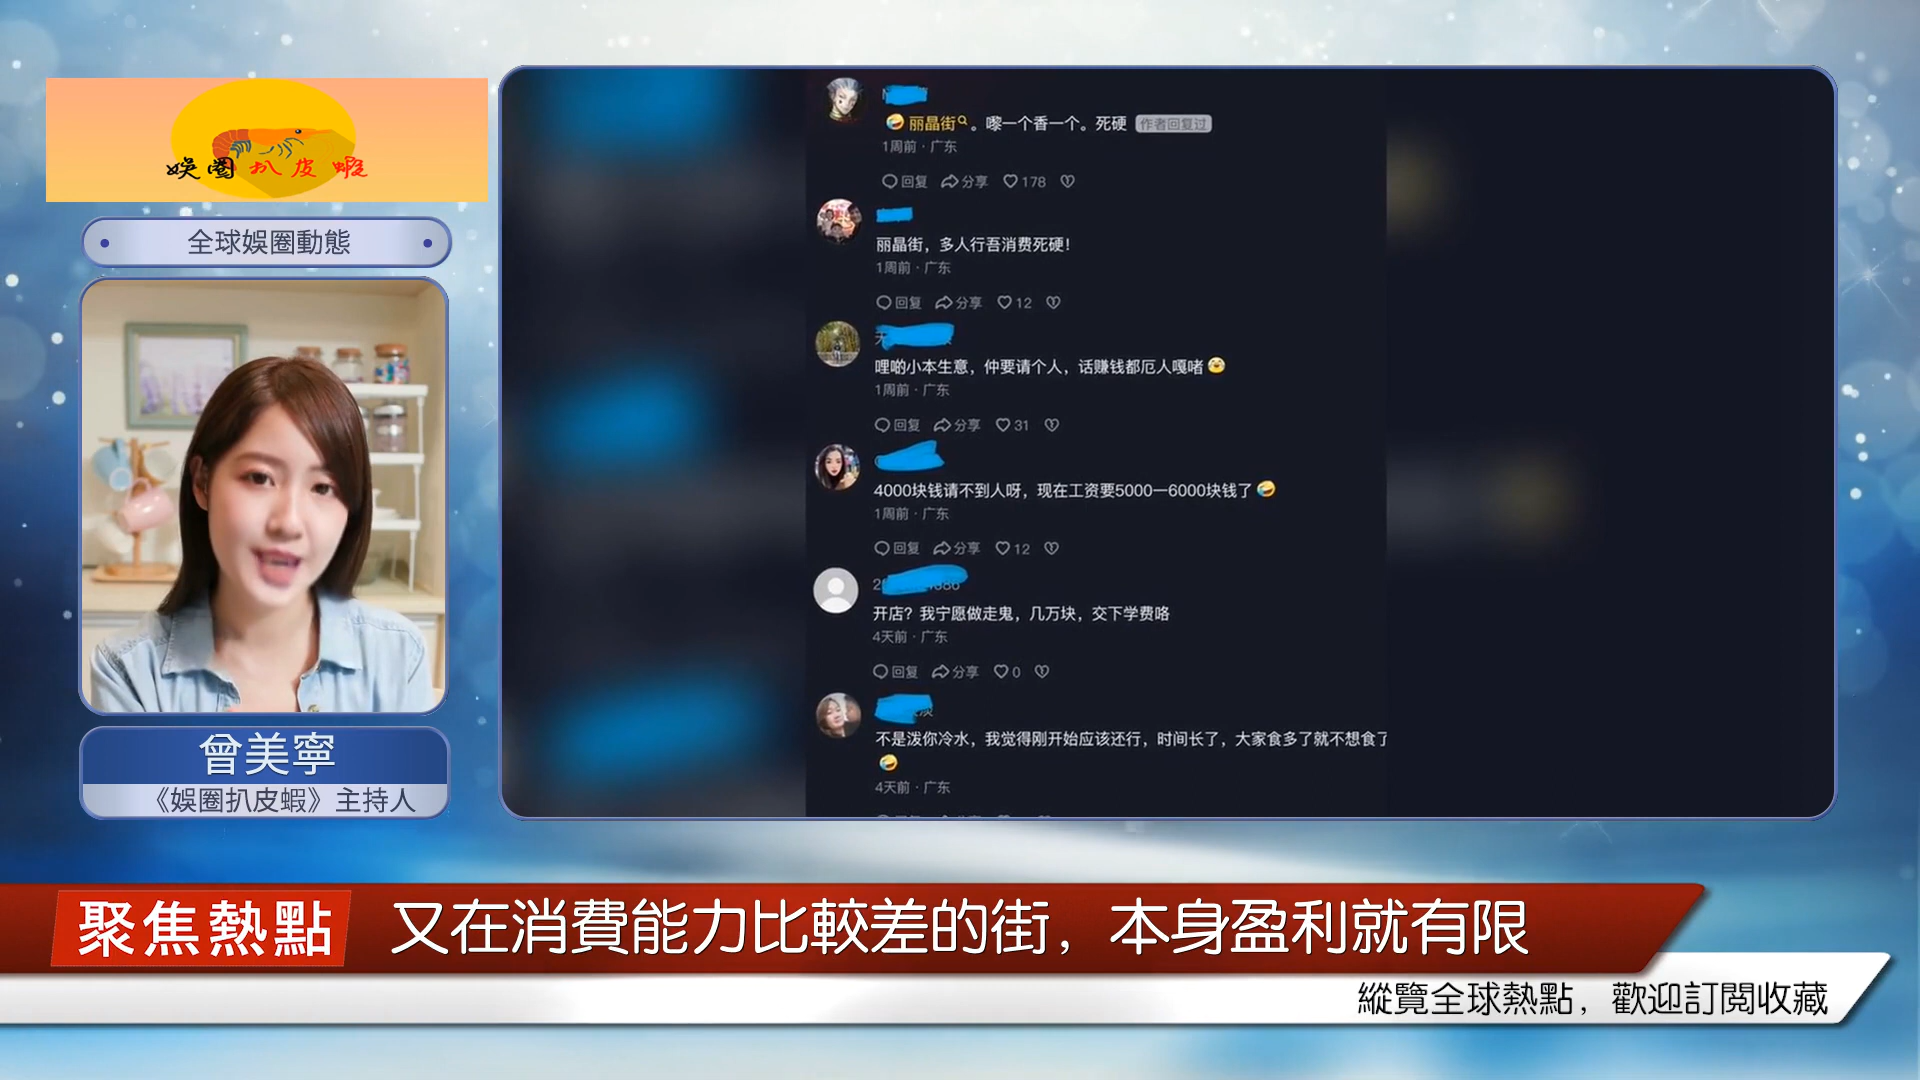 娛圈扒皮蝦
全球娛圈動態
曾美寧
《娛圈扒皮蝦》主持人
丽晶街。嚟一个香一个。死硬 作者回复过
1周前·广东
回复 分享 178
丽晶街，多人行吾消费死硬！
1周前·广东
回复 分享 12
哩啲小本生意，仲要请个人，话赚钱都厄人嘎啫
1周前·广东
回复 分享 31
4000块钱请不到人呀，现在工资要5000一6000块钱了
1周前·广东
回复 分享 12
开店？我宁愿做走鬼，几万块，交下学费咯
4天前·广东
回复 分享 0
不是泼你冷水，我觉得刚开始应该还行，时间长了，大家食多了就不想食了
4天前·广东
聚焦熱點
又在消費能力比較差的街，本身盈利就有限
縱覽全球熱點，歡迎訂閲收藏